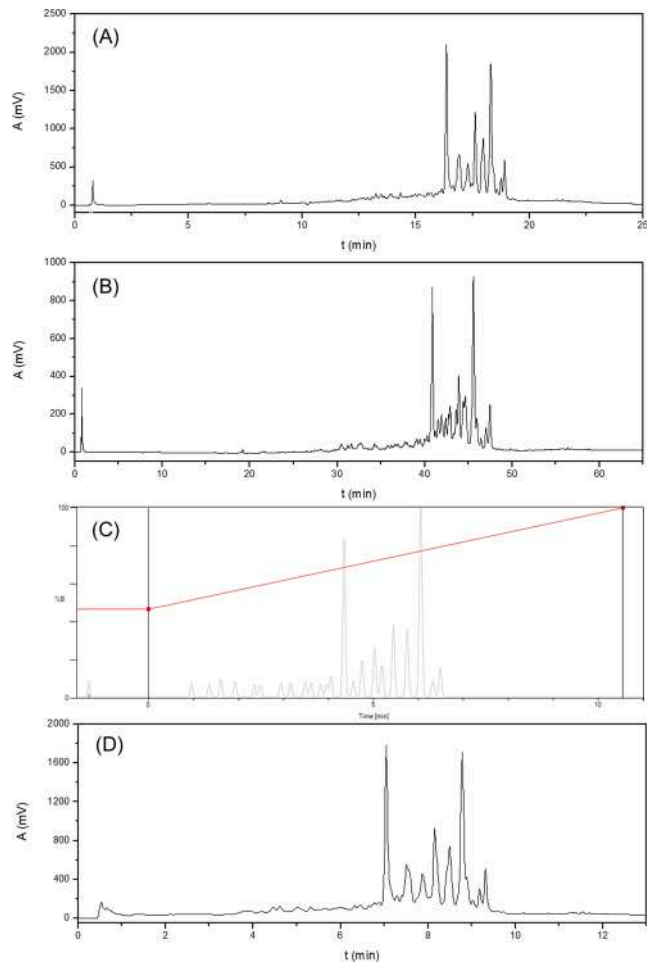 (A)
A (mV)
2500
2000
1500
1000
500
0
0 5 10 15 20 25
t (min)
(B)
A (mV)
1000
800
600
400
200
0
0 10 20 30 40 50 60
t (min)
(C)
100
%B
0
0 5 10
Time [min]
(D)
A (mV)
2000
1600
1200
800
400
0
0 2 4 6 8 10 12
t (min)